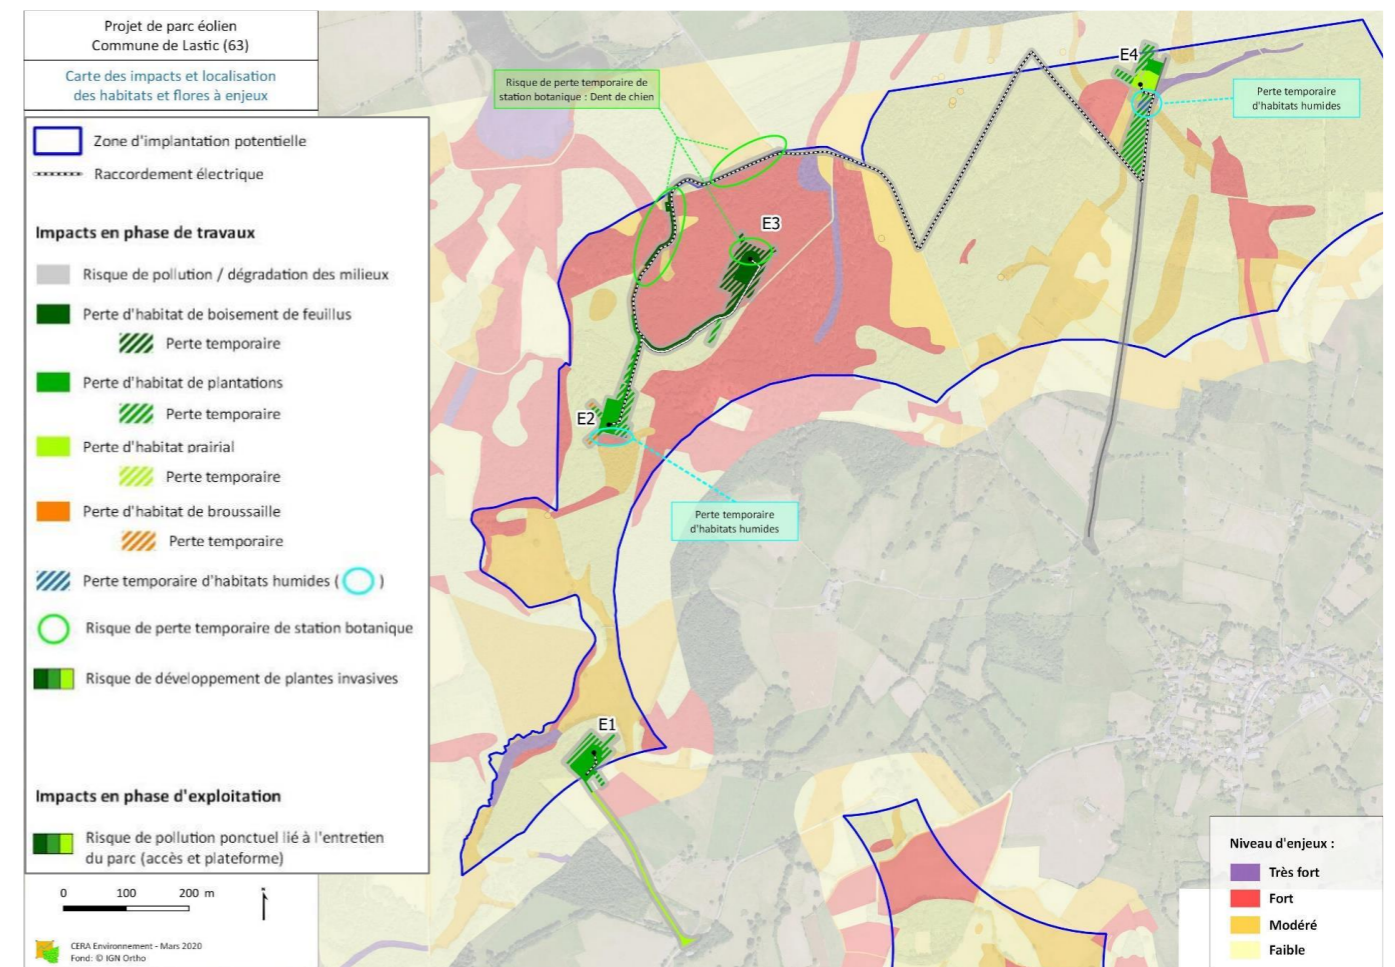 Projet de parc éolien
Commune de Lastic (63)
Carte des impacts et localisation
des habitats et flores à enjeux
Zone d'implantation potentielle
Raccordement électrique
Impacts en phase de travaux
Risque de pollution / dégradation des milieux
Perte d'habitat de boisement de feuillus
Perte temporaire
Perte d'habitat de plantations
Perte temporaire
Perte d'habitat prairial
Perte temporaire
Perte d'habitat de broussaille
Perte temporaire
Perte temporaire d'habitats humides ( )
Risque de perte temporaire de station botanique
Risque de développement de plantes invasives
Impacts en phase d'exploitation
Risque de pollution ponctuel lié à l'entretien
du parc (accès et plateforme)
0 100 200 m
CERA Environnement - Mars 2020
Fond: © IGN Ortho
Risque de perte temporaire de
station botanique : Dent de chien
E4
Perte temporaire
d'habitats humides
E3
E2
Perte temporaire
d'habitats humides
E1
Niveau d'enjeux :
Très fort
Fort
Modéré
Faible